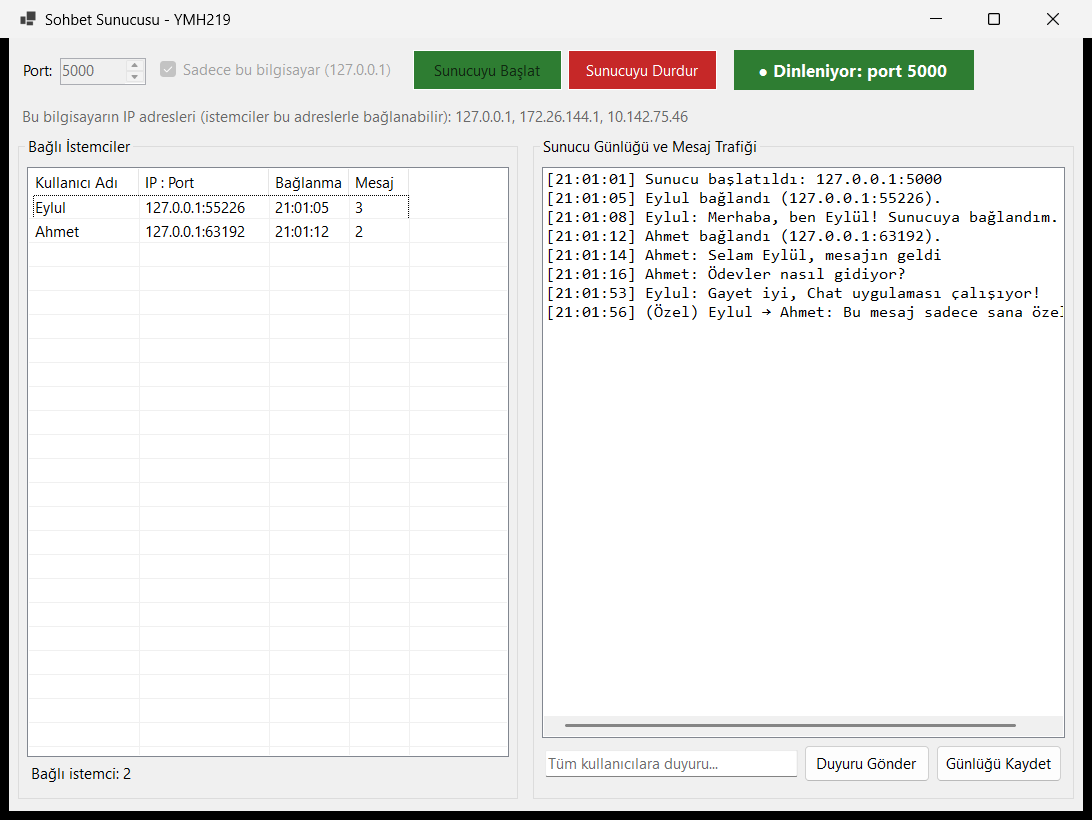 Sohbet Sunucusu - YMH219
Port: 5000 Sadece bu bilgisayar (127.0.0.1) Sunucuyu Başlat Sunucuyu Durdur ● Dinleniyor: port 5000
Bu bilgisayarın IP adresleri (istemciler bu adreslerle bağlanabilir): 127.0.0.1, 172.26.144.1, 10.142.75.46
Bağlı İstemciler
Kullanıcı Adı IP : Port Bağlanma Mesaj
Eylul 127.0.0.1:55226 21:01:05 3
Ahmet 127.0.0.1:63192 21:01:12 2
Bağlı istemci: 2
Sunucu Günlüğü ve Mesaj Trafiği
[21:01:01] Sunucu başlatıldı: 127.0.0.1:5000
[21:01:05] Eylul bağlandı (127.0.0.1:55226).
[21:01:08] Eylul: Merhaba, ben Eylül! Sunucuya bağlandım.
[21:01:12] Ahmet bağlandı (127.0.0.1:63192).
[21:01:14] Ahmet: Selam Eylül, mesajın geldi
[21:01:16] Ahmet: Ödevler nasıl gidiyor?
[21:01:53] Eylul: Gayet iyi, Chat uygulaması çalışıyor!
[21:01:56] (Özel) Eylul → Ahmet: Bu mesaj sadece sana özel
Tüm kullanıcılara duyuru... Duyuru Gönder Günlüğü Kaydet